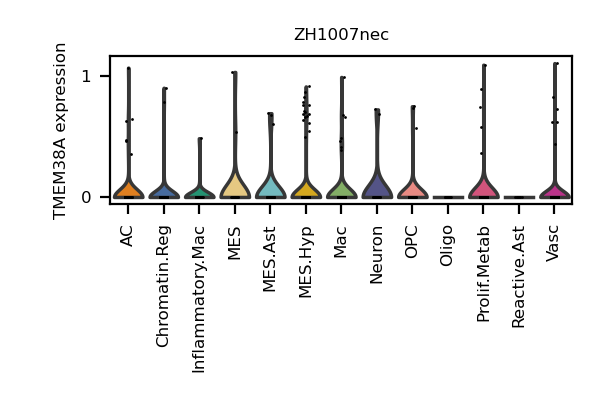 ZH1007nec
TMEM38A expression
1
0
AC
Chromatin.Reg
Inflammatory.Mac
MES
MES.Ast
MES.Hyp
Mac
Neuron
OPC
Oligo
Prolif.Metab
Reactive.Ast
Vasc